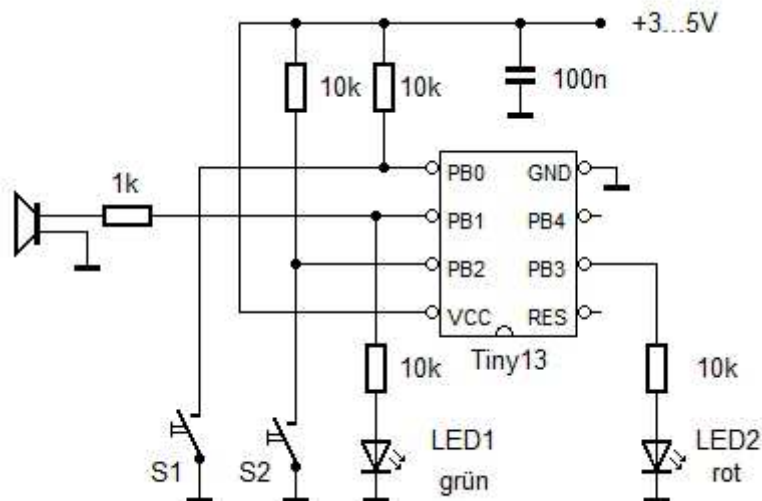 +3...5V
10k
10k
100n
1k
PB0
GND
PB1
PB4
PB2
PB3
VCC
RES
Tiny13
10k
10k
S1
S2
LED1
grün
LED2
rot